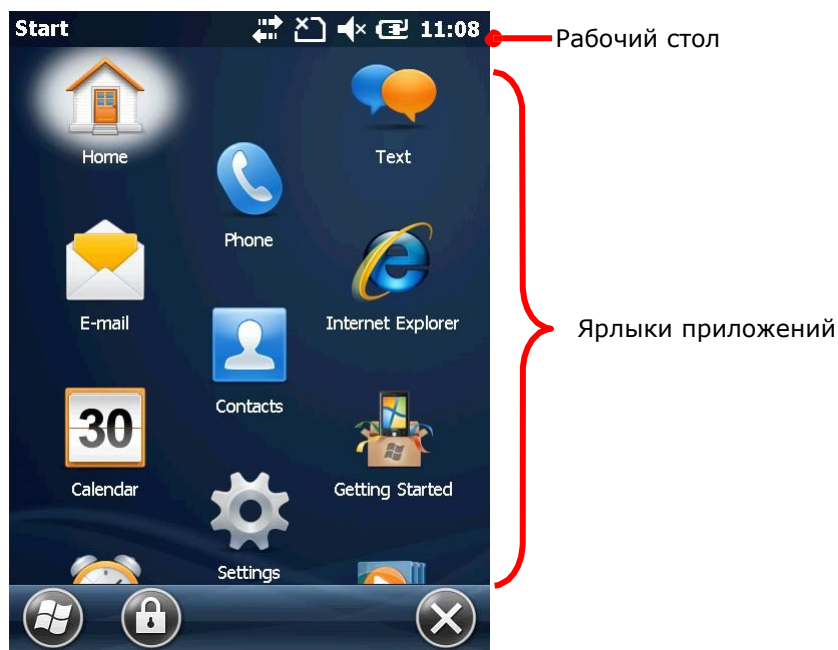 Start 11:08
Рабочий стол
Home
Text
Phone
E-mail
Internet Explorer
Ярлыки приложений
Contacts
30
Calendar
Getting Started
Settings